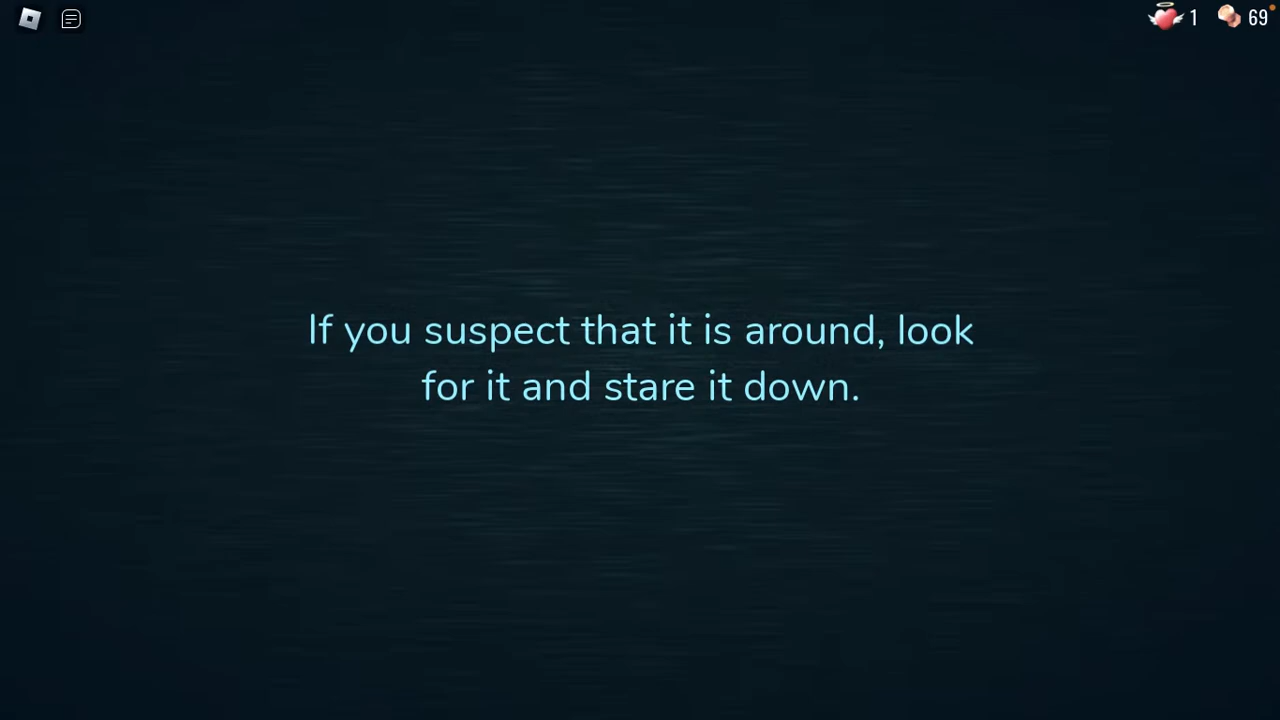 1
69
If you suspect that it is around, look
for it and stare it down.